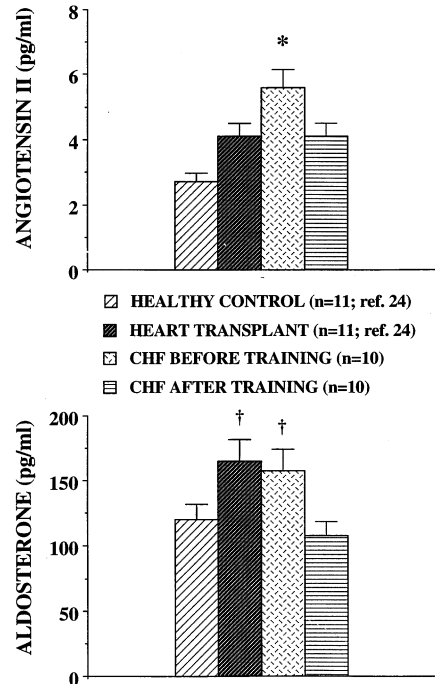 ANGIOTENSIN II (pg/ml)
8
6
4
2
0
*
HEALTHY CONTROL (n=11; ref. 24)
HEART TRANSPLANT (n=11; ref. 24)
CHF BEFORE TRAINING (n=10)
CHF AFTER TRAINING (n=10)
ALDOSTERONE (pg/ml)
200
150
100
50
0
† †